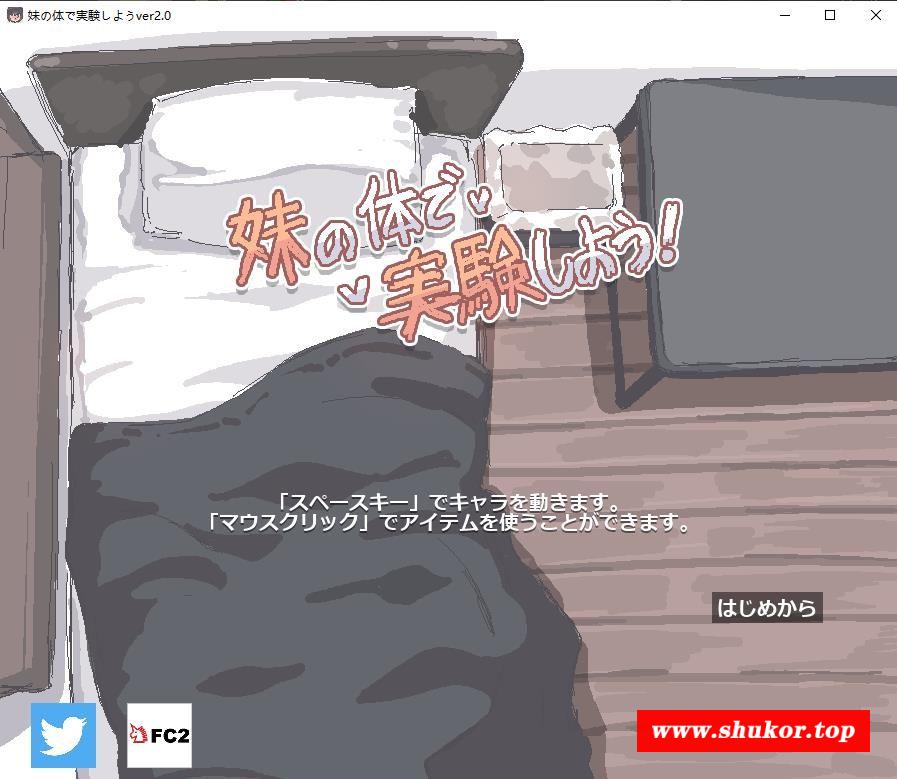 妹の体で実験しようver2.0
妹の体で
実験しよう!
「スペースキー」でキャラを動きます。
「マウスクリック」でアイテムを使うことができます。
はじめから
FC2
www.shukor.top